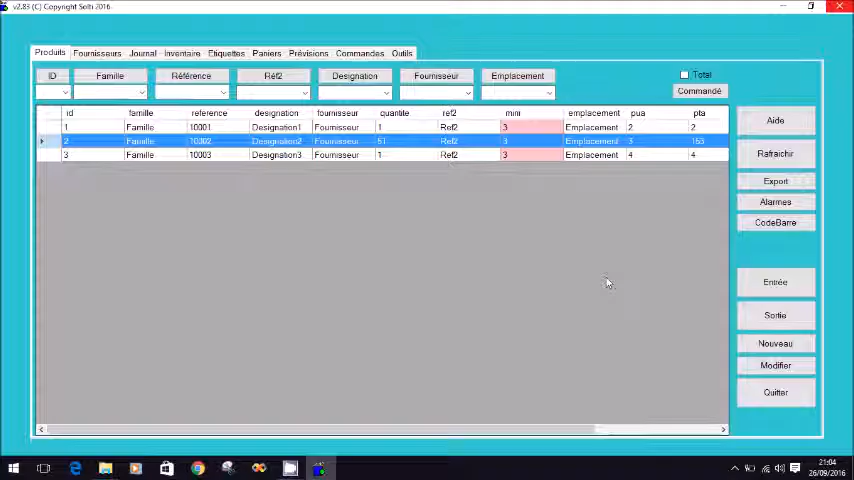 v2.83 (C) Copyright Solti 2016.
Produits Fournisseurs Journal Inventaire Etiquettes Paniers Prévisions Commandes Outils
ID Famille Référence Réf2 Designation Fournisseur Emplacement Total
Commandé
id famille reference designation fournisseur quantite ref2 mini emplacement pua pta
1 Famille 10001 Designation1 Fournisseur 1 Ref2 3 Emplacement 2 2
2 Famille 10002 Designation2 Fournisseur 51 Ref2 3 Emplacement 3 153
3 Famille 10003 Designation3 Fournisseur 1 Ref2 3 Emplacement 4 4
Aide
Rafraichir
Export
Alarmes
CodeBarre
Entrée
Sortie
Nouveau
Modifier
Quitter
21:04
26/09/2016